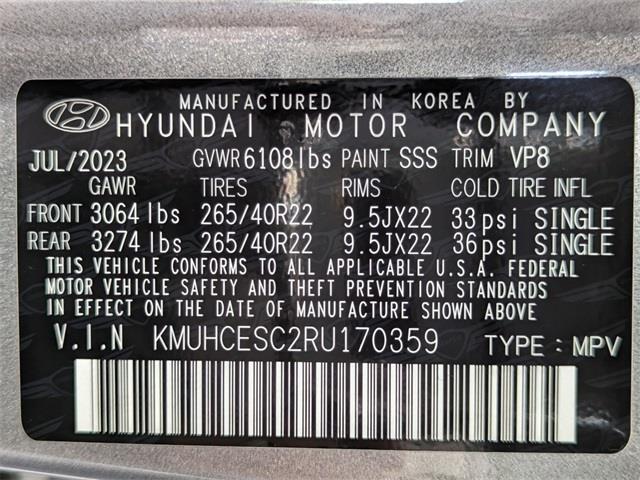 MANUFACTURED IN KOREA BY
HYUNDAI MOTOR COMPANY
JUL/2023 GVWR 6108lbs PAINT SSS TRIM VP8
GAWR TIRES RIMS COLD TIRE INFL
FRONT 3064 lbs 265/40R22 9.5JX22 33psi SINGLE
REAR 3274 lbs 265/40R22 9.5JX22 36psi SINGLE
THIS VEHICLE CONFORMS TO ALL APPLICABLE U.S.A. FEDERAL
MOTOR VEHICLE SAFETY AND THEFT PREVENTION STANDARDS
IN EFFECT ON THE DATE OF MANUFACTURE SHOWN ABOVE
V.I.N KMUHCESC2RU170359 TYPE : MPV